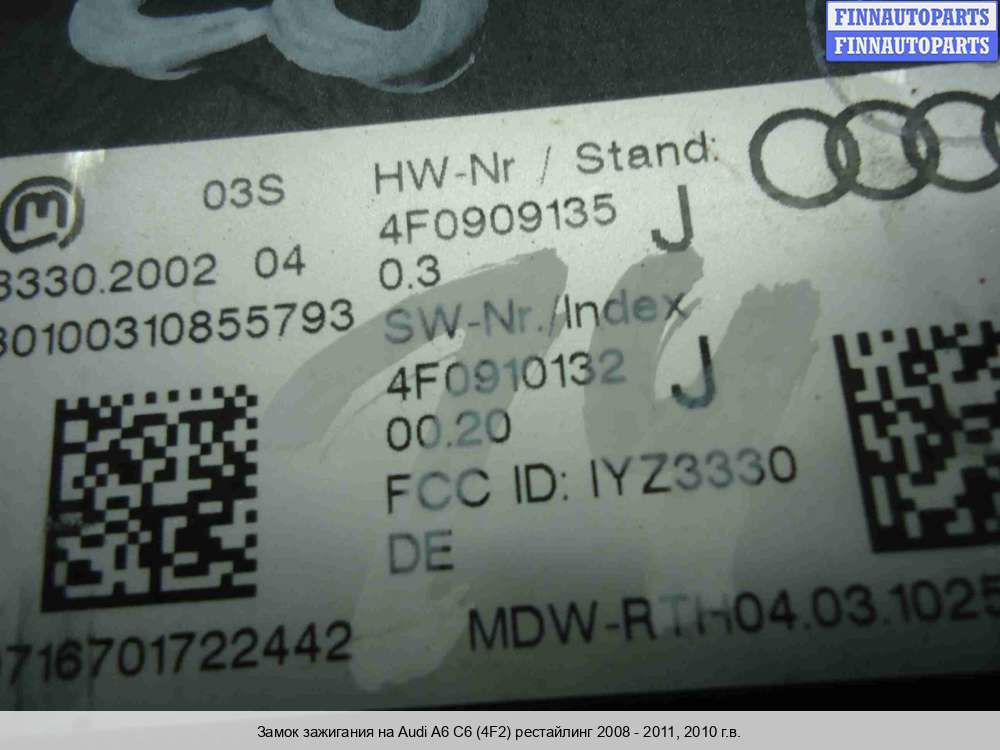 FINNAUTOPARTS
FINNAUTOPARTS
03S
HW-Nr / Stand:
4F0909135 J
3330.2002 04
0.3
30100310855793
SW-Nr./Index
4F0910132 J
00.20
FCC ID: IYZ3330
DE
MDW-RTH04.03.1025
0716701722442
Замок зажигания на Audi A6 C6 (4F2) рестайлинг 2008 - 2011, 2010 г.в.